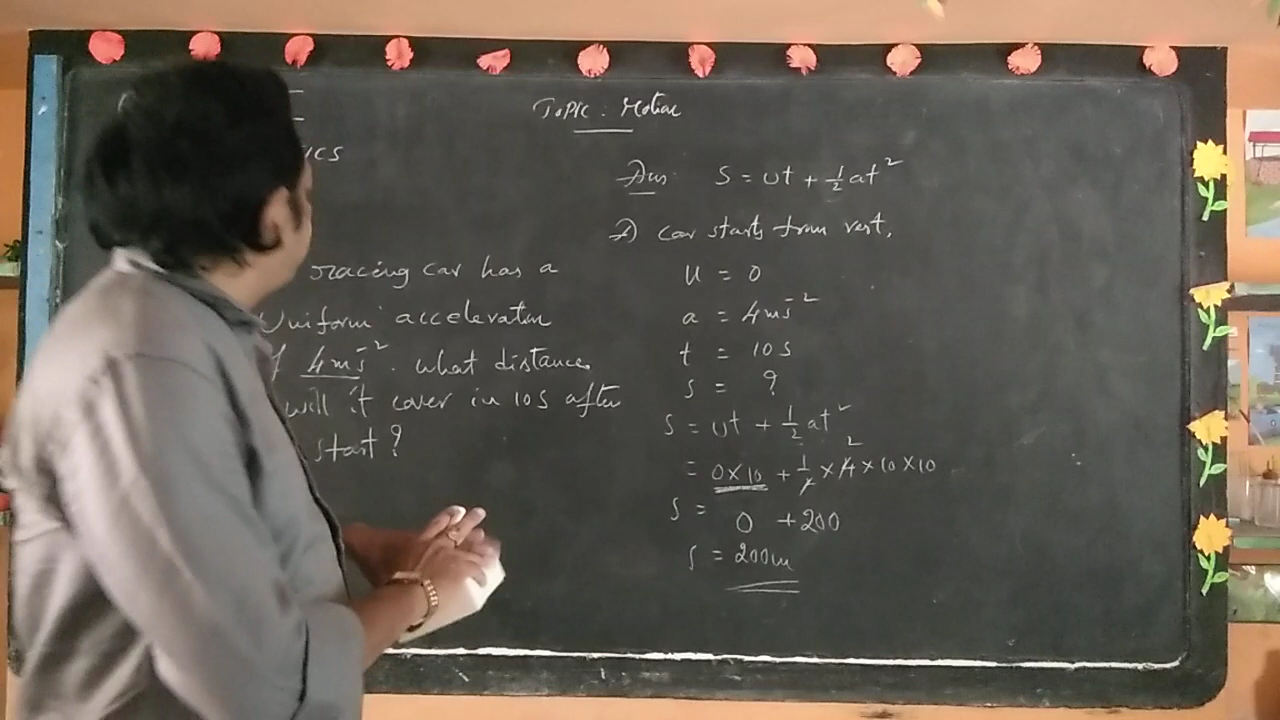 Topic : Motion
ICS
racing car has a
Uniform acceleration
4ms⁻². what distance
will it cover in 10s after
start?
Ans: S = ut + ½at²
car starts from rest,
u = 0
a = 4ms⁻²
t = 10s
s = ?
S = ut + ½at²
= 0×10 + 1/2 × 4 2 × 10 × 10
S = 0 + 200
S = 200m